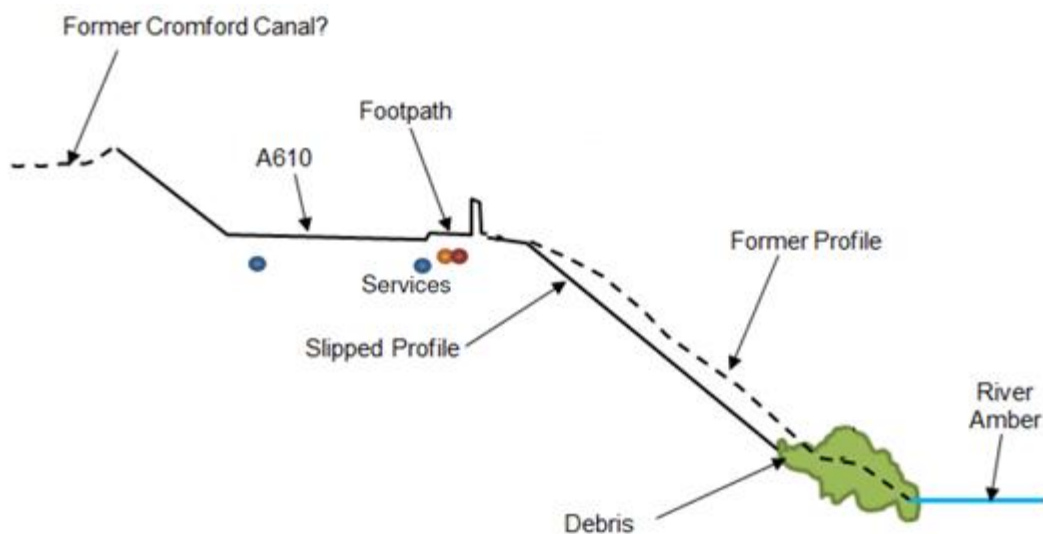 Former Cromford Canal?
Footpath
A610
Former Profile
Services
Slipped Profile
River
Amber
Debris